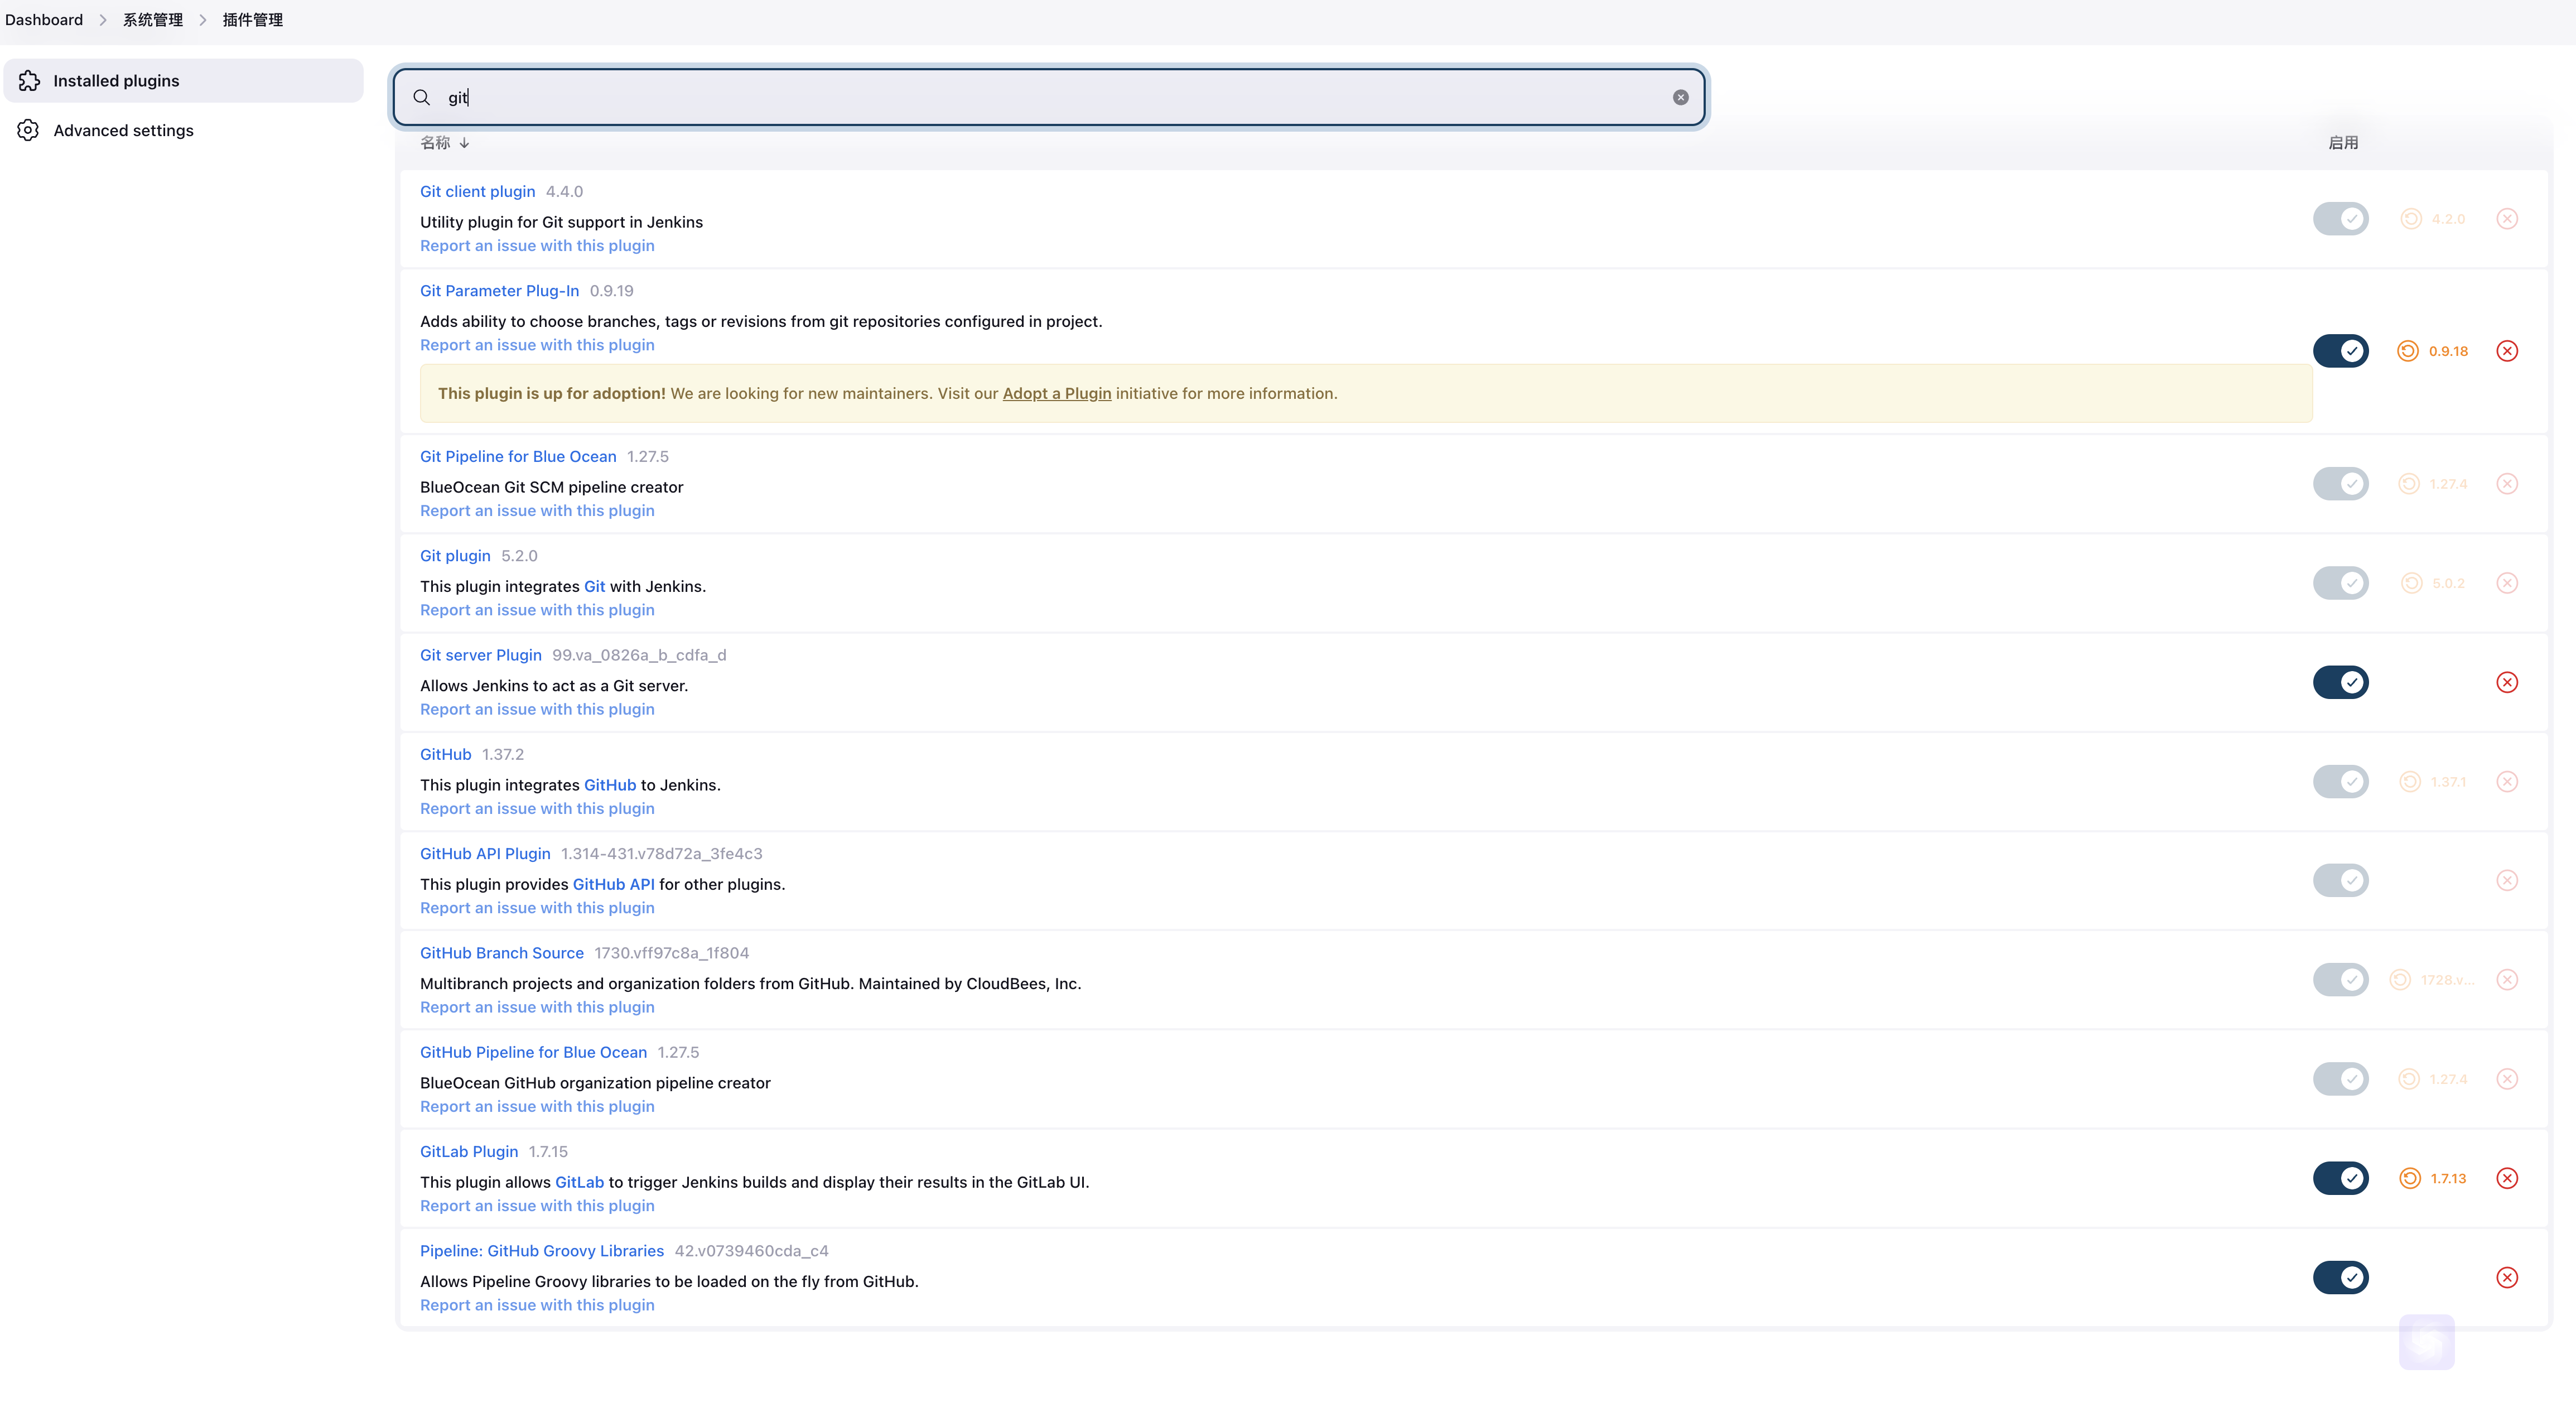 Dashboard > 系统管理 > 插件管理
Installed plugins
Advanced settings
git
名称 ↓ 启用
Git client plugin 4.4.0
Utility plugin for Git support in Jenkins
Report an issue with this plugin
4.2.0
Git Parameter Plug-In 0.9.19
Adds ability to choose branches, tags or revisions from git repositories configured in project.
Report an issue with this plugin
This plugin is up for adoption! We are looking for new maintainers. Visit our Adopt a Plugin initiative for more information.
0.9.18
Git Pipeline for Blue Ocean 1.27.5
BlueOcean Git SCM pipeline creator
Report an issue with this plugin
1.27.4
Git plugin 5.2.0
This plugin integrates Git with Jenkins.
Report an issue with this plugin
5.0.2
Git server Plugin 99.va_0826a_b_cdfa_d
Allows Jenkins to act as a Git server.
Report an issue with this plugin
GitHub 1.37.2
This plugin integrates GitHub to Jenkins.
Report an issue with this plugin
1.37.1
GitHub API Plugin 1.314-431.v78d72a_3fe4c3
This plugin provides GitHub API for other plugins.
Report an issue with this plugin
GitHub Branch Source 1730.vff97c8a_1f804
Multibranch projects and organization folders from GitHub. Maintained by CloudBees, Inc.
Report an issue with this plugin
1728.v...
GitHub Pipeline for Blue Ocean 1.27.5
BlueOcean GitHub organization pipeline creator
Report an issue with this plugin
1.27.4
GitLab Plugin 1.7.15
This plugin allows GitLab to trigger Jenkins builds and display their results in the GitLab UI.
Report an issue with this plugin
1.7.13
Pipeline: GitHub Groovy Libraries 42.v0739460cda_c4
Allows Pipeline Groovy libraries to be loaded on the fly from GitHub.
Report an issue with this plugin